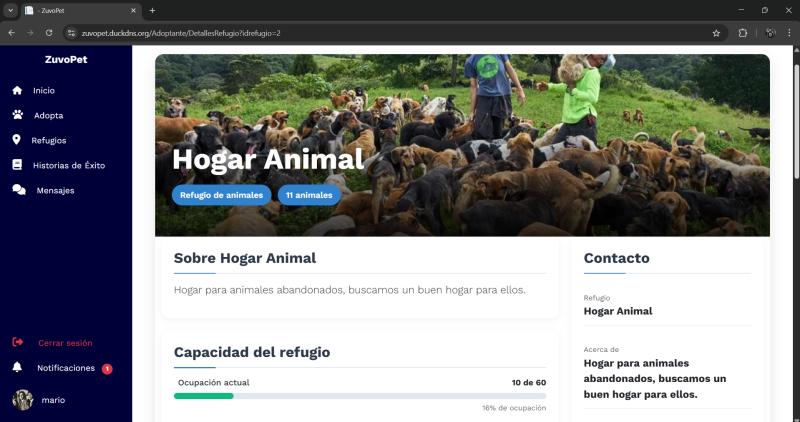 - ZuvoPet
zuvopet.duckdns.org/Adoptante/DetallesRefugio?idrefugio=2
ZuvoPet
Inicio
Adopta
Refugios
Historias de Éxito
Mensajes
Cerrar sesión
Notificaciones 1
mario
Hogar Animal
Refugio de animales 11 animales
Sobre Hogar Animal
Hogar para animales abandonados, buscamos un buen hogar para ellos.
Capacidad del refugio
Ocupación actual 10 de 60
16% de ocupación
Contacto
Refugio
Hogar Animal
Acerca de
Hogar para animales
abandonados, buscamos un
buen hogar para ellos.